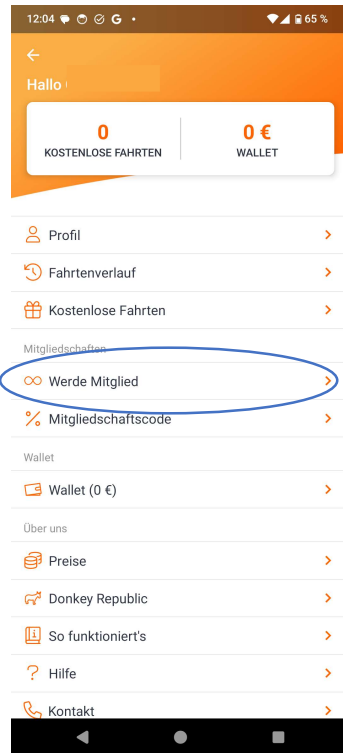 12:04 G 65 %
Hallo
0
KOSTENLOSE FAHRTEN
0 €
WALLET
Profil
Fahrtenverlauf
Kostenlose Fahrten
Mitgliedschaften
Werde Mitglied
Mitgliedschaftscode
Wallet
Wallet (0 €)
Über uns
Preise
Donkey Republic
So funktioniert's
Hilfe
Kontakt